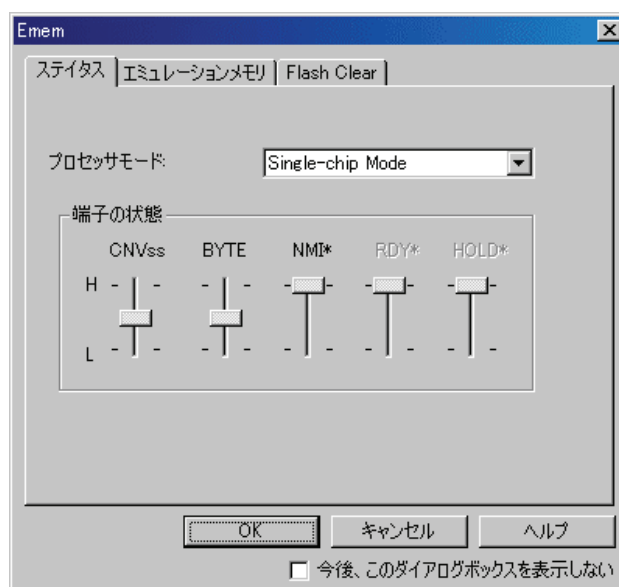 Emem
ステイタス エミュレーションメモリ Flash Clear
プロセッサモード: Single-chip Mode
端子の状態
CNVss BYTE NMI* RDY* HOLD*
H
L
OK キャンセル ヘルプ
今後、このダイアログボックスを表示しない